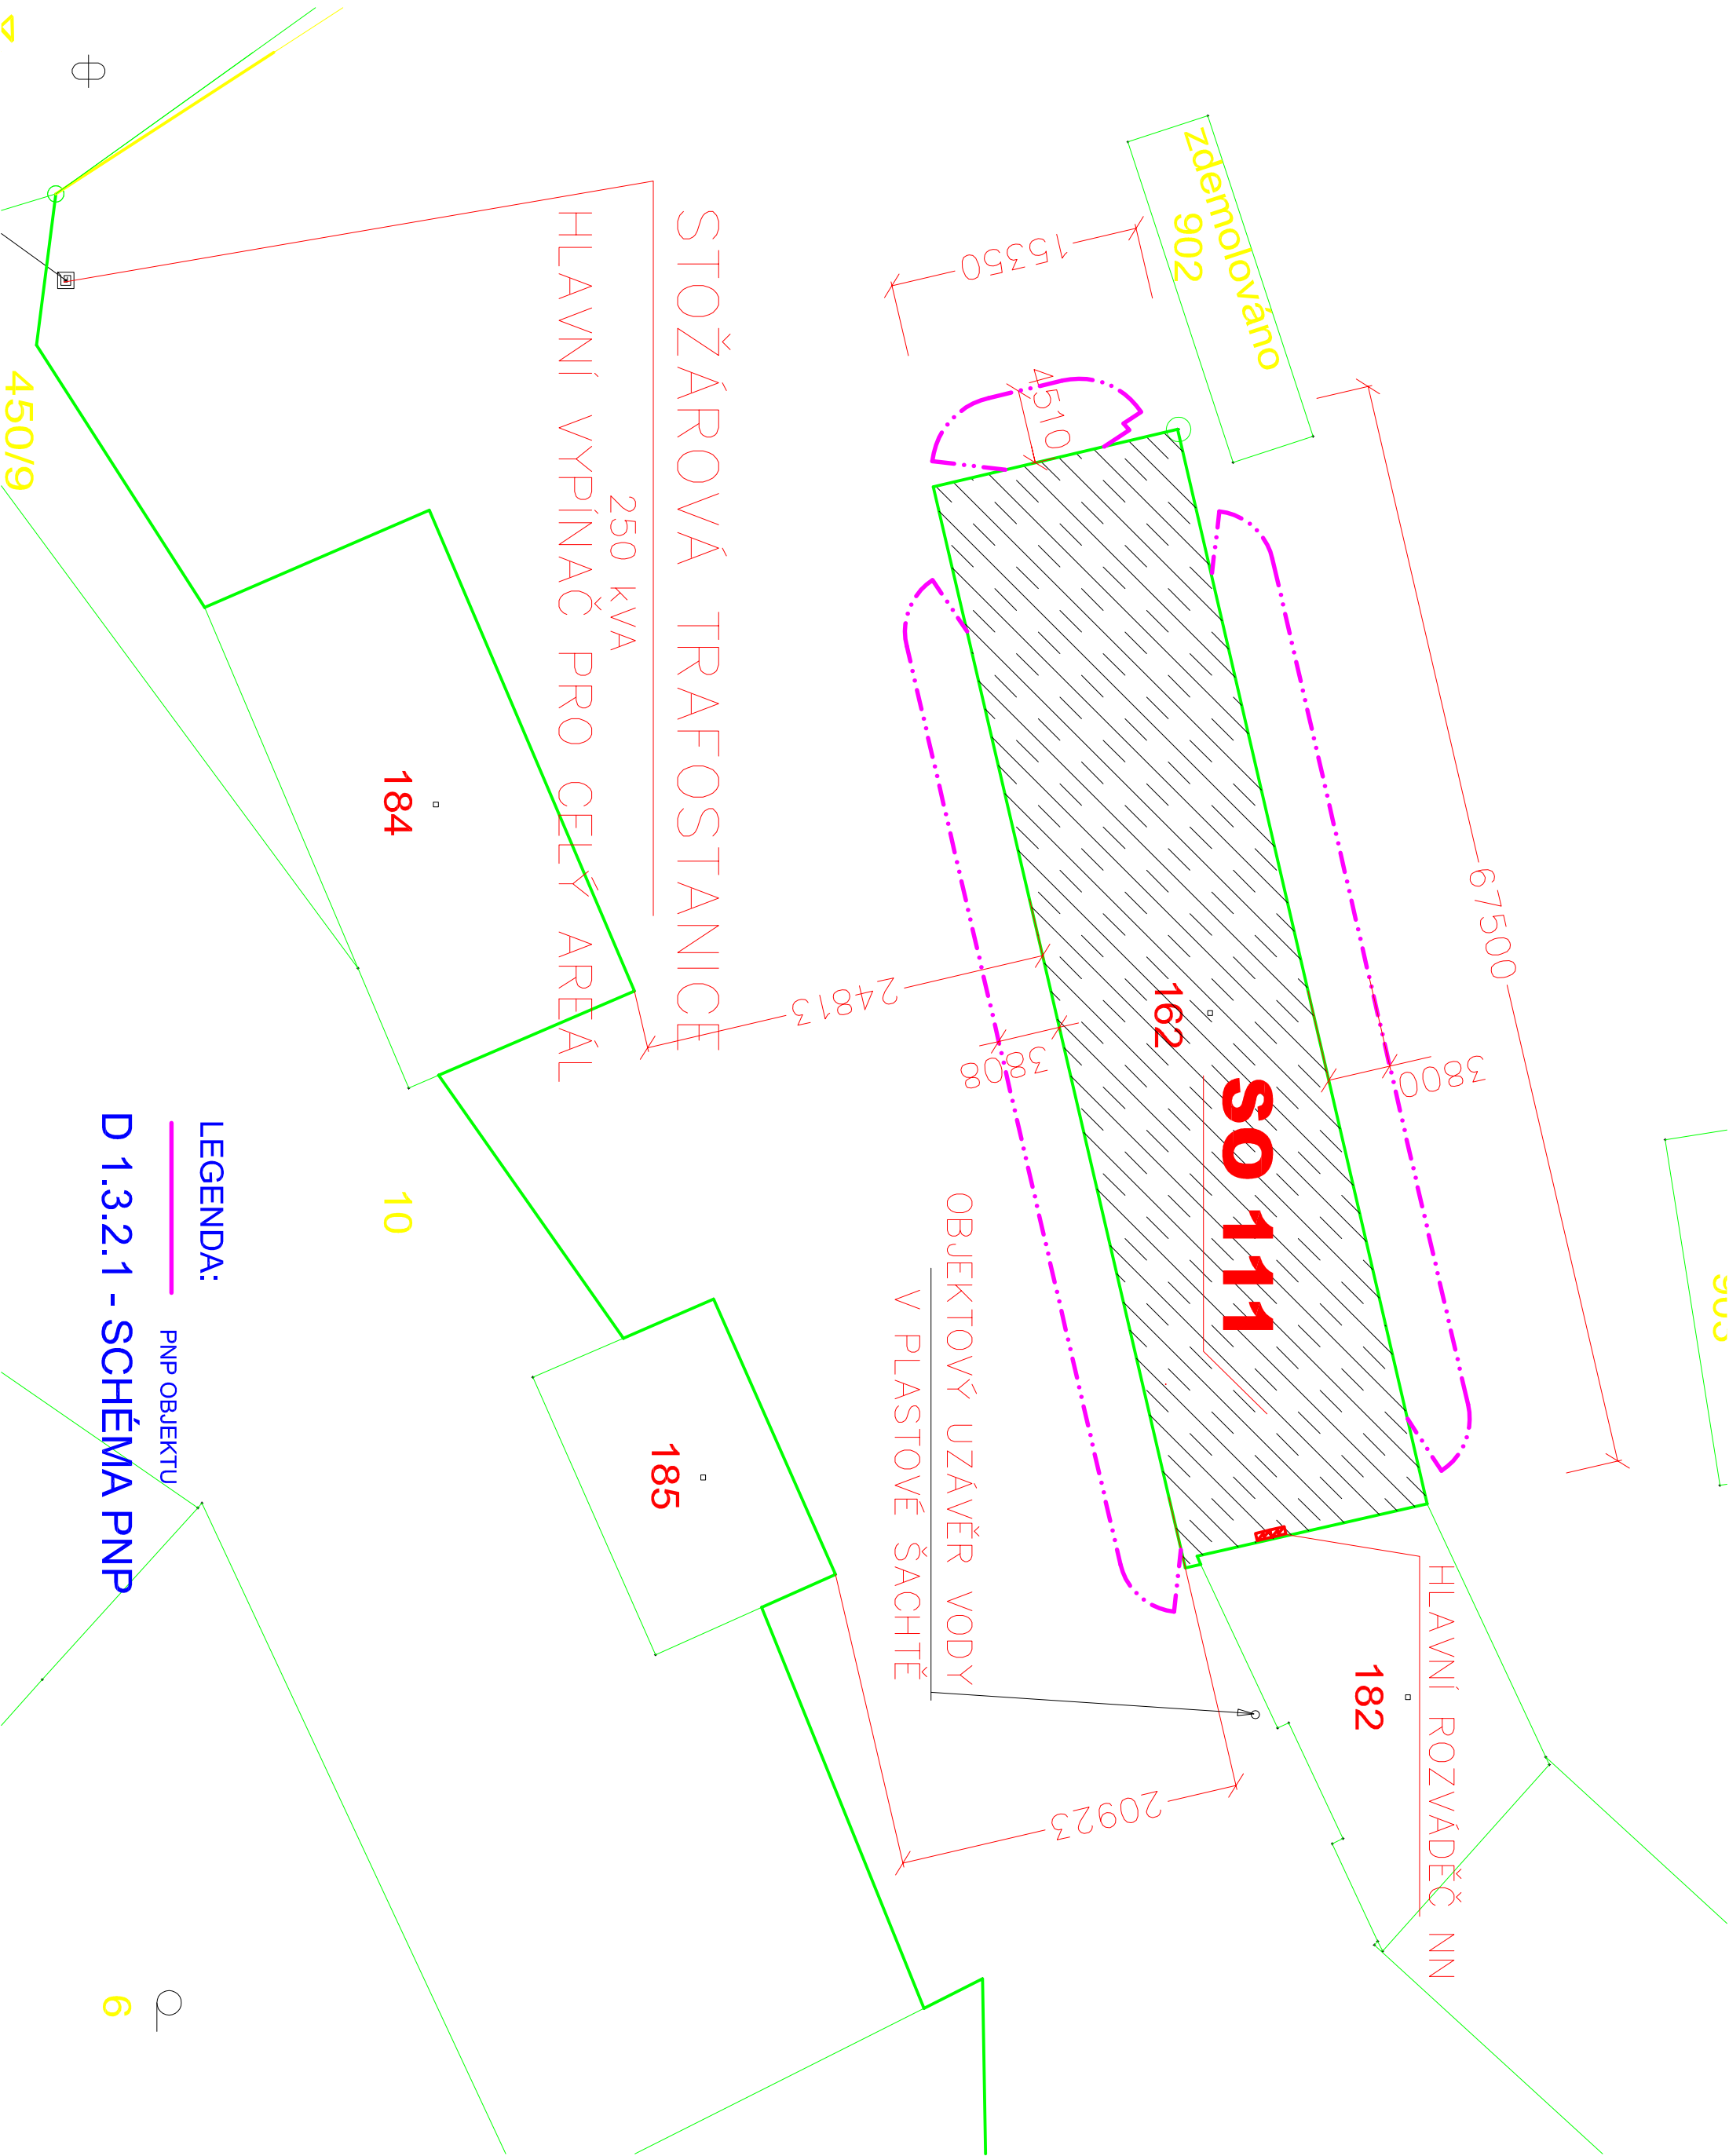 zdemolováno
902
15350
4510
67500
STOŽÁROVÁ TRAFOSTANICE
250 KVA
HLAVNÍ VYPÍNAČ PRO CELÝ AREÁL
450/9
184
162
SO 111
24813
3808
3800
OBJEKTOVÝ UZÁVĚR VODY
V PLASTOVÉ ŠACHTĚ
HLAVNÍ ROZVÁDĚČ NN
182
185
20923
10
6
LEGENDA:
PNP OBJEKTU
D 1.3.2.1 - SCHÉMA PNP